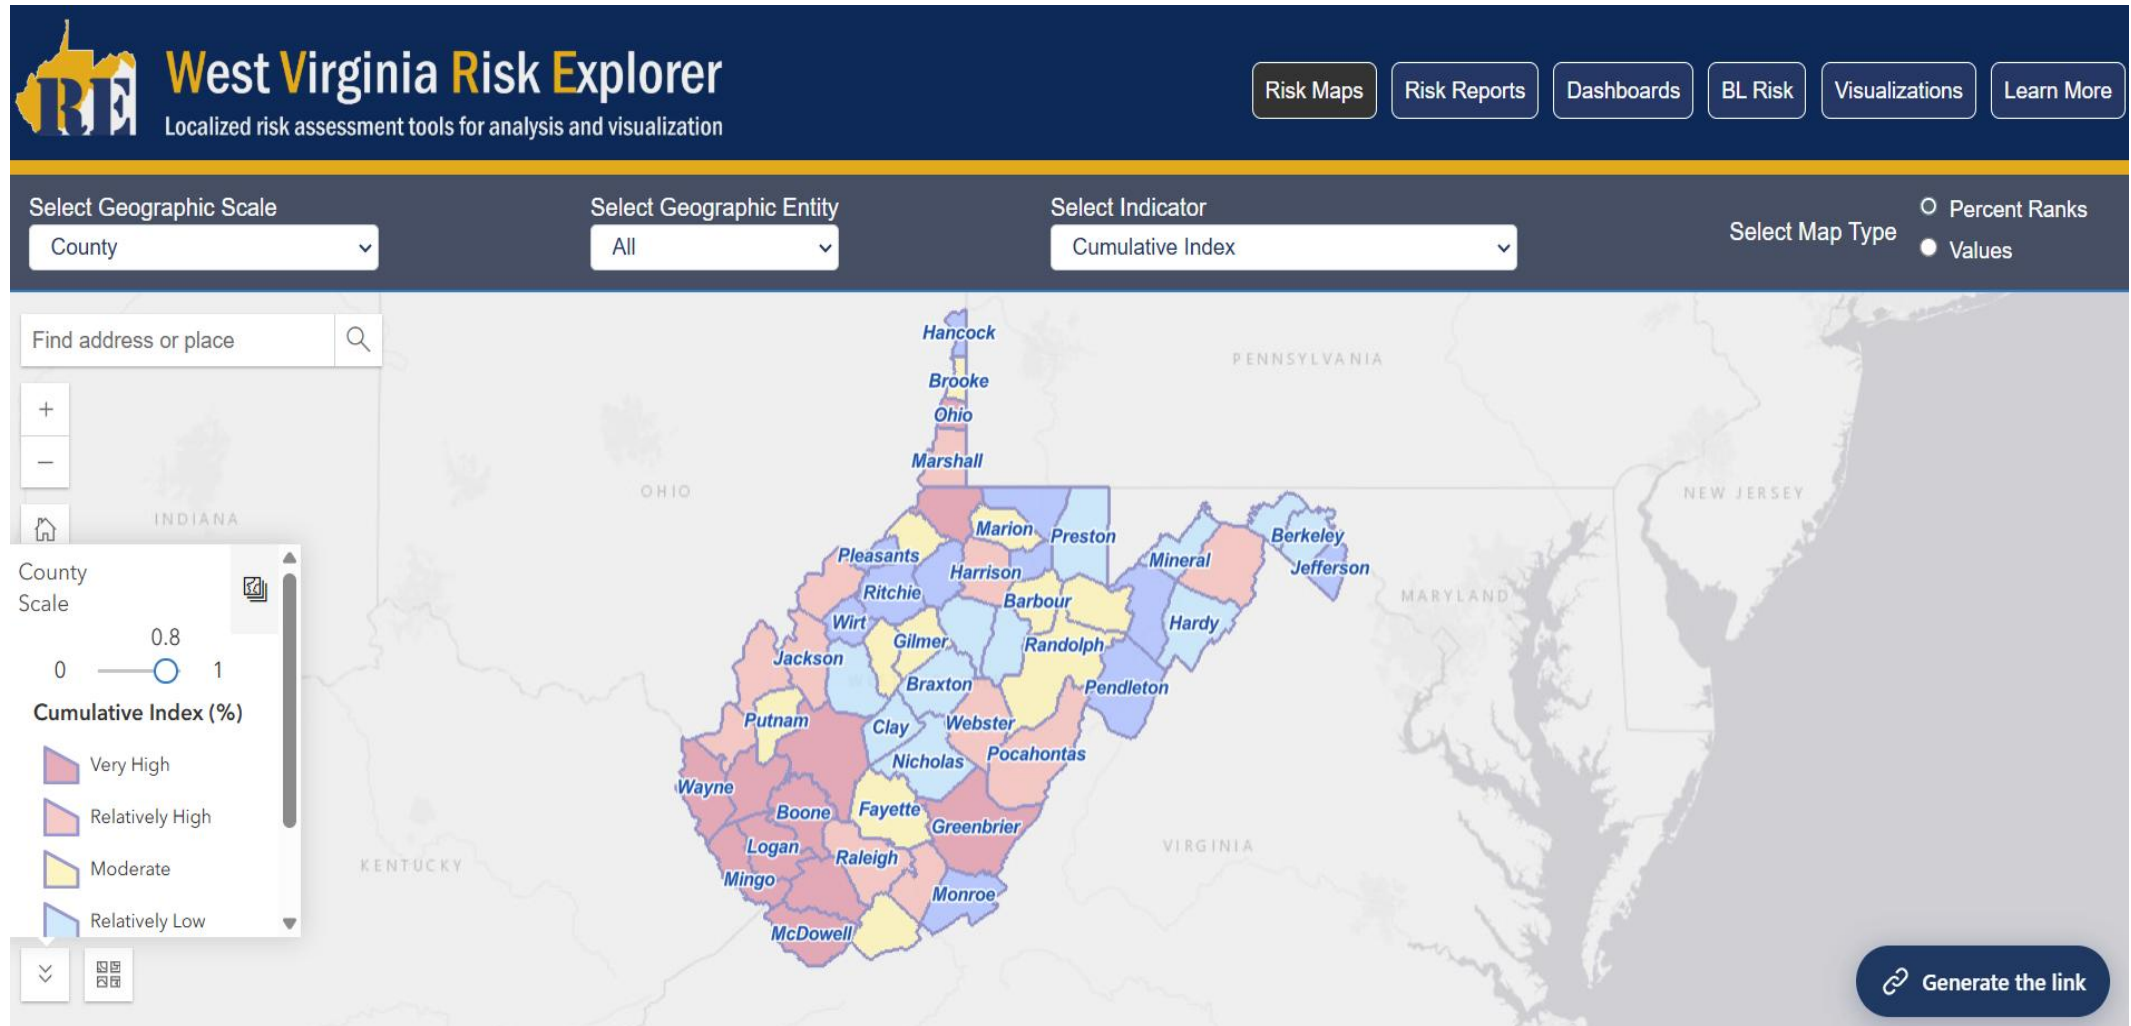 RE
West Virginia Risk Explorer
Localized risk assessment tools for analysis and visualization
Risk Maps
Risk Reports
Dashboards
BL Risk
Visualizations
Learn More
Select Geographic Scale
County
Select Geographic Entity
All
Select Indicator
Cumulative Index
Select Map Type
Percent Ranks
Values
Find address or place
+
−
County
Scale
0.8
0
1
Cumulative Index (%)
Very High
Relatively High
Moderate
Relatively Low
Hancock
Brooke
Ohio
Marshall
Marion
Preston
Pleasants
Harrison
Ritchie
Barbour
Mineral
Berkeley
Jefferson
Wirt
Gilmer
Randolph
Hardy
Jackson
Braxton
Pendleton
Putnam
Clay
Webster
Nicholas
Pocahontas
Wayne
Boone
Fayette
Greenbrier
Logan
Raleigh
Mingo
Monroe
McDowell
PENNSYLVANIA
OHIO
INDIANA
NEW JERSEY
MARYLAND
VIRGINIA
KENTUCKY
Generate the link